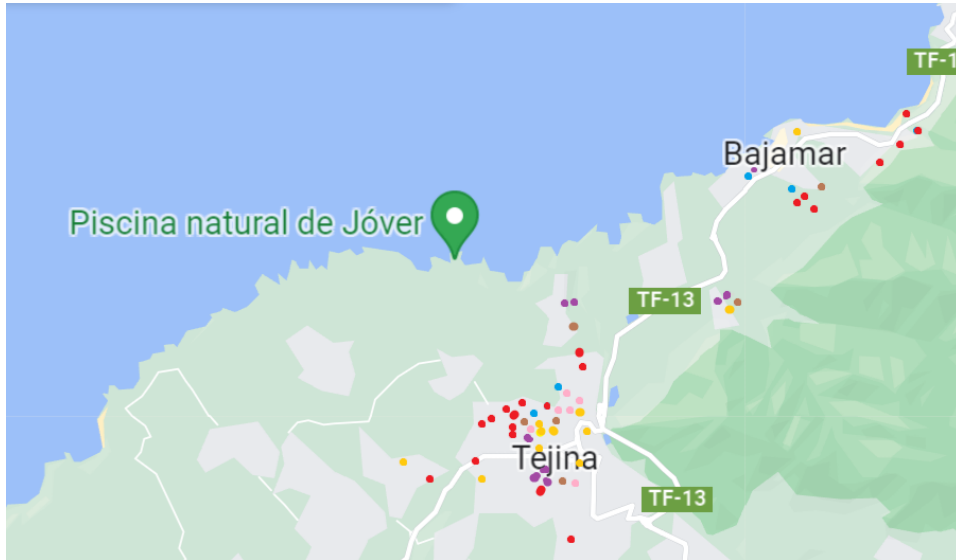 TF-1
Bajamar
Piscina natural de Jóver
TF-13
Tejina
TF-13